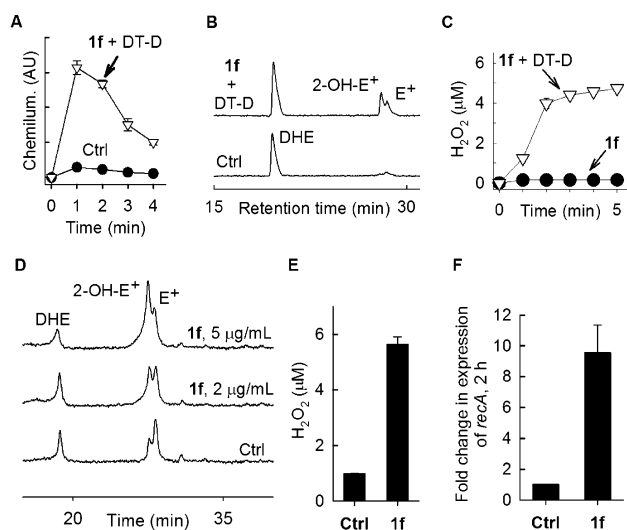 A
1f + DT-D
Chemilum. (AU)
Ctrl
0 1 2 3 4
Time (min)
B
1f
+
DT-D
2-OH-E+
E+
DHE
Ctrl
15 Retention time (min) 30
C
1f + DT-D
H2O2 (μM)
6
4
2
0
1f
0 Time (min) 5
D
2-OH-E+
E+
DHE
1f, 5 μg/mL
1f, 2 μg/mL
Ctrl
20 Time (min) 35
E
H2O2 (μM)
6
4
2
0
Ctrl 1f
F
Fold change in expression
of recA, 2 h
12
10
8
6
4
2
0
Ctrl 1f